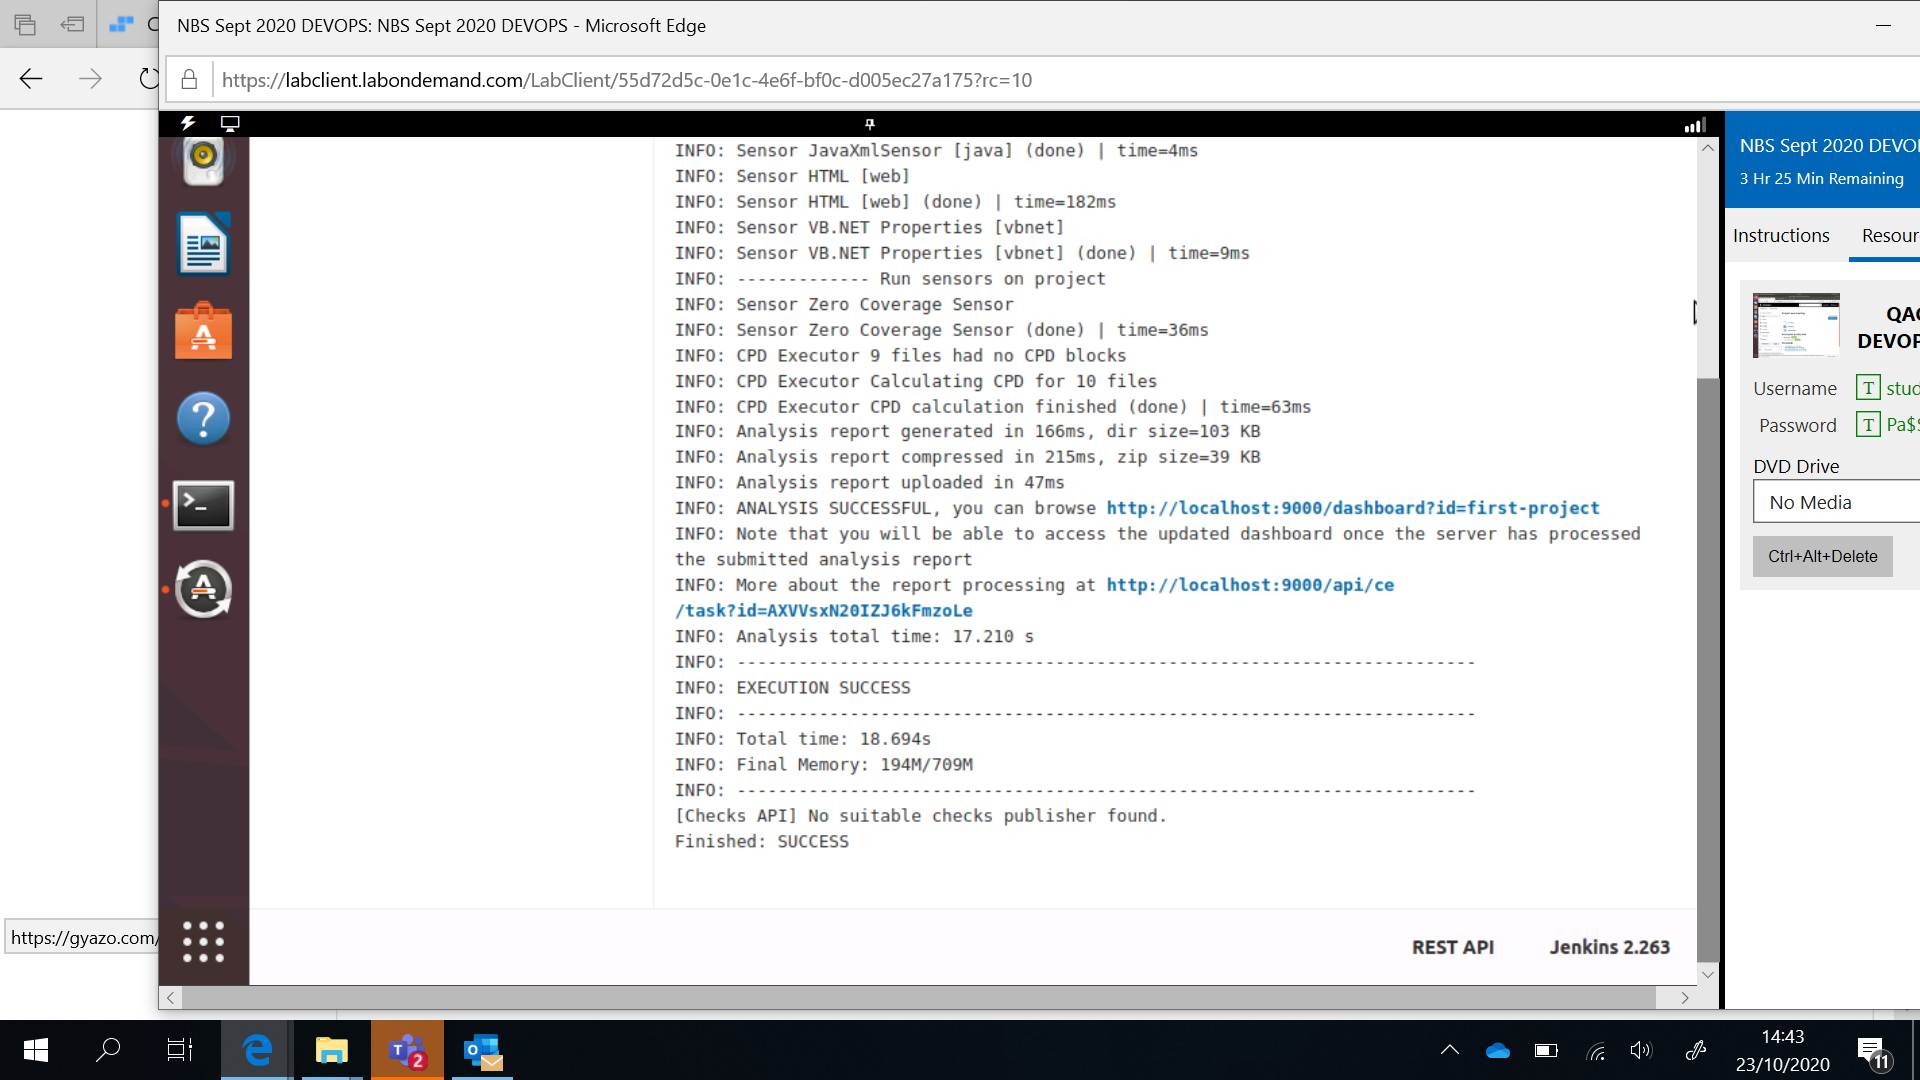 NBS Sept 2020 DEVOPS: NBS Sept 2020 DEVOPS - Microsoft Edge
https://labclient.labondemand.com/LabClient/55d72d5c-0e1c-4e6f-bf0c-d005ec27a175?rc=10
INFO: Sensor JavaXmlSensor [java] (done) | time=4ms
INFO: Sensor HTML [web]
INFO: Sensor HTML [web] (done) | time=182ms
INFO: Sensor VB.NET Properties [vbnet]
INFO: Sensor VB.NET Properties [vbnet] (done) | time=9ms
INFO: ------------- Run sensors on project
INFO: Sensor Zero Coverage Sensor
INFO: Sensor Zero Coverage Sensor (done) | time=36ms
INFO: CPD Executor 9 files had no CPD blocks
INFO: CPD Executor Calculating CPD for 10 files
INFO: CPD Executor CPD calculation finished (done) | time=63ms
INFO: Analysis report generated in 166ms, dir size=103 KB
INFO: Analysis report compressed in 215ms, zip size=39 KB
INFO: Analysis report uploaded in 47ms
INFO: ANALYSIS SUCCESSFUL, you can browse http://localhost:9000/dashboard?id=first-project
INFO: Note that you will be able to access the updated dashboard once the server has processed
the submitted analysis report
INFO: More about the report processing at http://localhost:9000/api/ce
/task?id=AXVVsxN20IZJ6kFmzoLe
INFO: Analysis total time: 17.210 s
INFO: ------------------------------------------------------------------------
INFO: EXECUTION SUCCESS
INFO: ------------------------------------------------------------------------
INFO: Total time: 18.694s
INFO: Final Memory: 194M/709M
INFO: ------------------------------------------------------------------------
[Checks API] No suitable checks publisher found.
Finished: SUCCESS
REST API Jenkins 2.263
NBS Sept 2020 DEVO
3 Hr 25 Min Remaining
Instructions Resour
QA
DEVOP
Username T stud
Password T Pa$
DVD Drive
No Media
Ctrl+Alt+Delete
https://gyazo.com/
2
14:43
23/10/2020
11